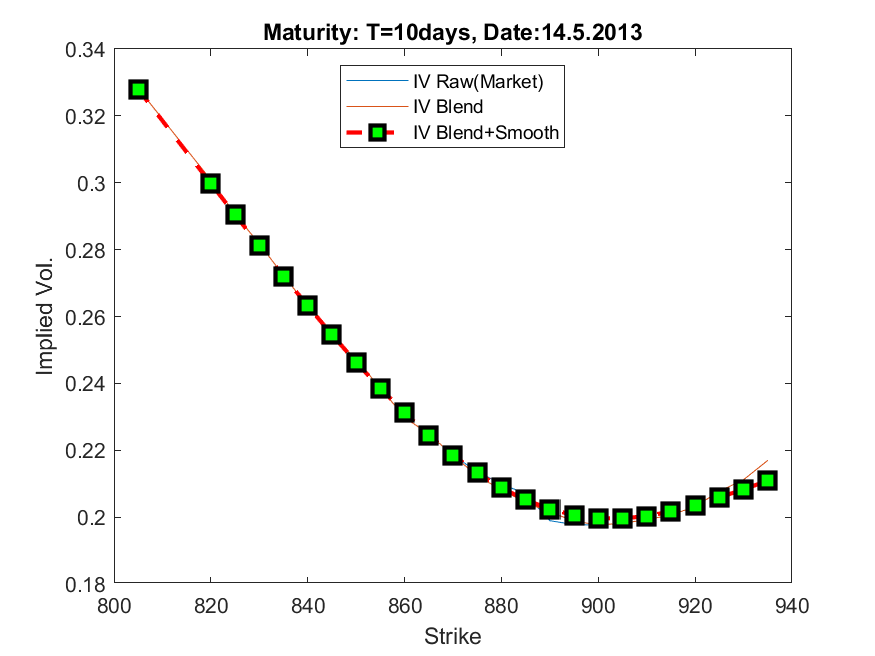 Maturity: T=10days, Date:14.5.2013
0.34
0.32
0.3
0.28
0.26
0.24
0.22
0.2
0.18
Implied Vol.
IV Raw(Market)
IV Blend
IV Blend+Smooth
800
820
840
860
880
900
920
940
Strike